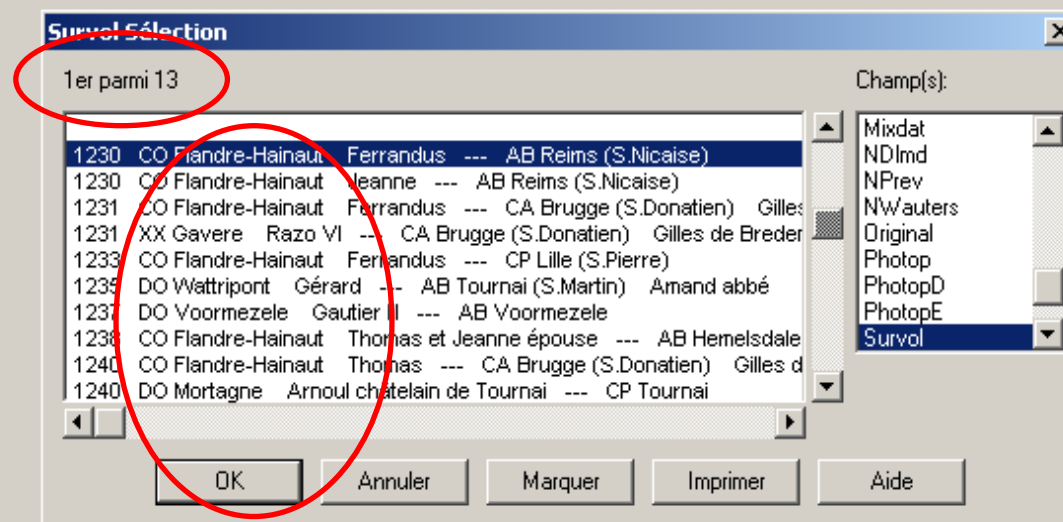 Survol Sélection
1er parmi 13
Champ(s):
1230 CO Flandre-Hainaut Ferrandus --- AB Reims (S.Nicaise)
1230 CO Flandre-Hainaut Jeanne --- AB Reims (S.Nicaise)
1231 CO Flandre-Hainaut Ferrandus --- CA Brugge (S.Donatien) Gilles
1231 XX Gavere Razo VI --- CA Brugge (S.Donatien) Gilles de Breder
1233 CO Flandre-Hainaut Ferrandus --- CP Lille (S.Pierre)
1235 DO Wattripont Gérard --- AB Tournai (S.Martin) Amand abbé
1237 DO Voormezele Gautier II --- AB Voormezele
1238 CO Flandre-Hainaut Thomas et Jeanne épouse --- AB Hemelsdale
1240 CO Flandre-Hainaut Thomas --- CA Brugge (S.Donatien) Gilles d
1240 DO Mortagne Arnoul châtelain de Tournai --- CP Tournai
Mixdat
NDImd
NPrev
NWauters
Original
Photop
PhotopD
PhotopE
Survol
OK
Annuler
Marquer
Imprimer
Aide